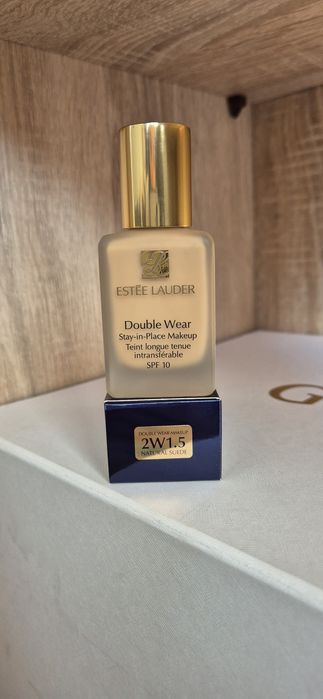 ESTĒE LAUDER
Double Wear
Stay-in-Place Makeup
Teint longue tenue
intransférable
SPF 10
G
DOUBLE WEAR MAKEUP
2W1.5
NATURAL SUEDE